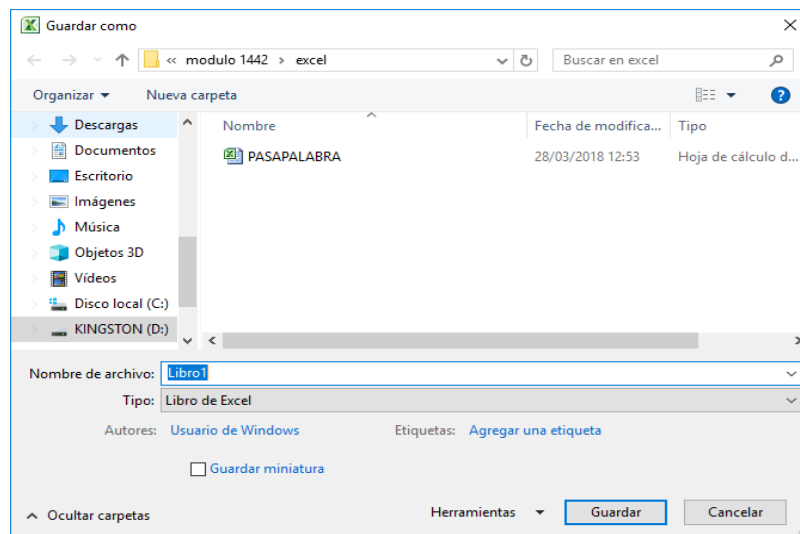 Guardar como
« modulo 1442 > excel
Buscar en excel
Organizar
Nueva carpeta
Descargas
Documentos
Escritorio
Imágenes
Música
Objetos 3D
Vídeos
Disco local (C:)
KINGSTON (D:)
Nombre
Fecha de modifica...
Tipo
PASAPALABRA
28/03/2018 12:53
Hoja de cálculo d...
Nombre de archivo: Libro1
Tipo: Libro de Excel
Autores: Usuario de Windows
Etiquetas: Agregar una etiqueta
Guardar miniatura
Ocultar carpetas
Herramientas
Guardar
Cancelar